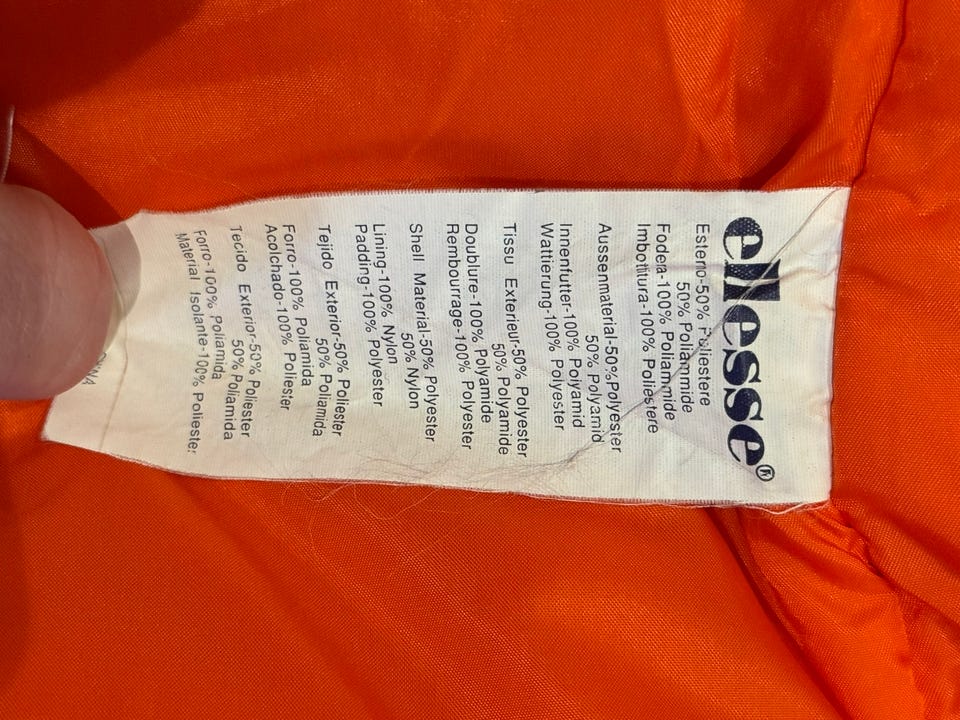 ellesse®
Esterno-50% Poliestere
50% Poliammide
Fodera-100% Poliammide
Imbottitura-100% Poliestere
Aussenmaterial-50%Polyester
50% Polyamid
Innenfutter-100% Polyamid
Wattierung-100% Polyester
Tissu Exterieur-50% Polyester
50% Polyamide
Doublure-100% Polyamide
Rembourrage-100% Polyester
Shell Material-50% Polyester
50% Nylon
Lining-100% Nylon
Padding-100% Polyester
Tejido Exterior-50% Poliester
50% Poliamida
Forro-100% Poliamida
Acolchado-100% Poliester
Tecido Exterior-50% Poliester
50% Poliamida
Forro-100% Poliamida
Material Isolante-100% Poliester